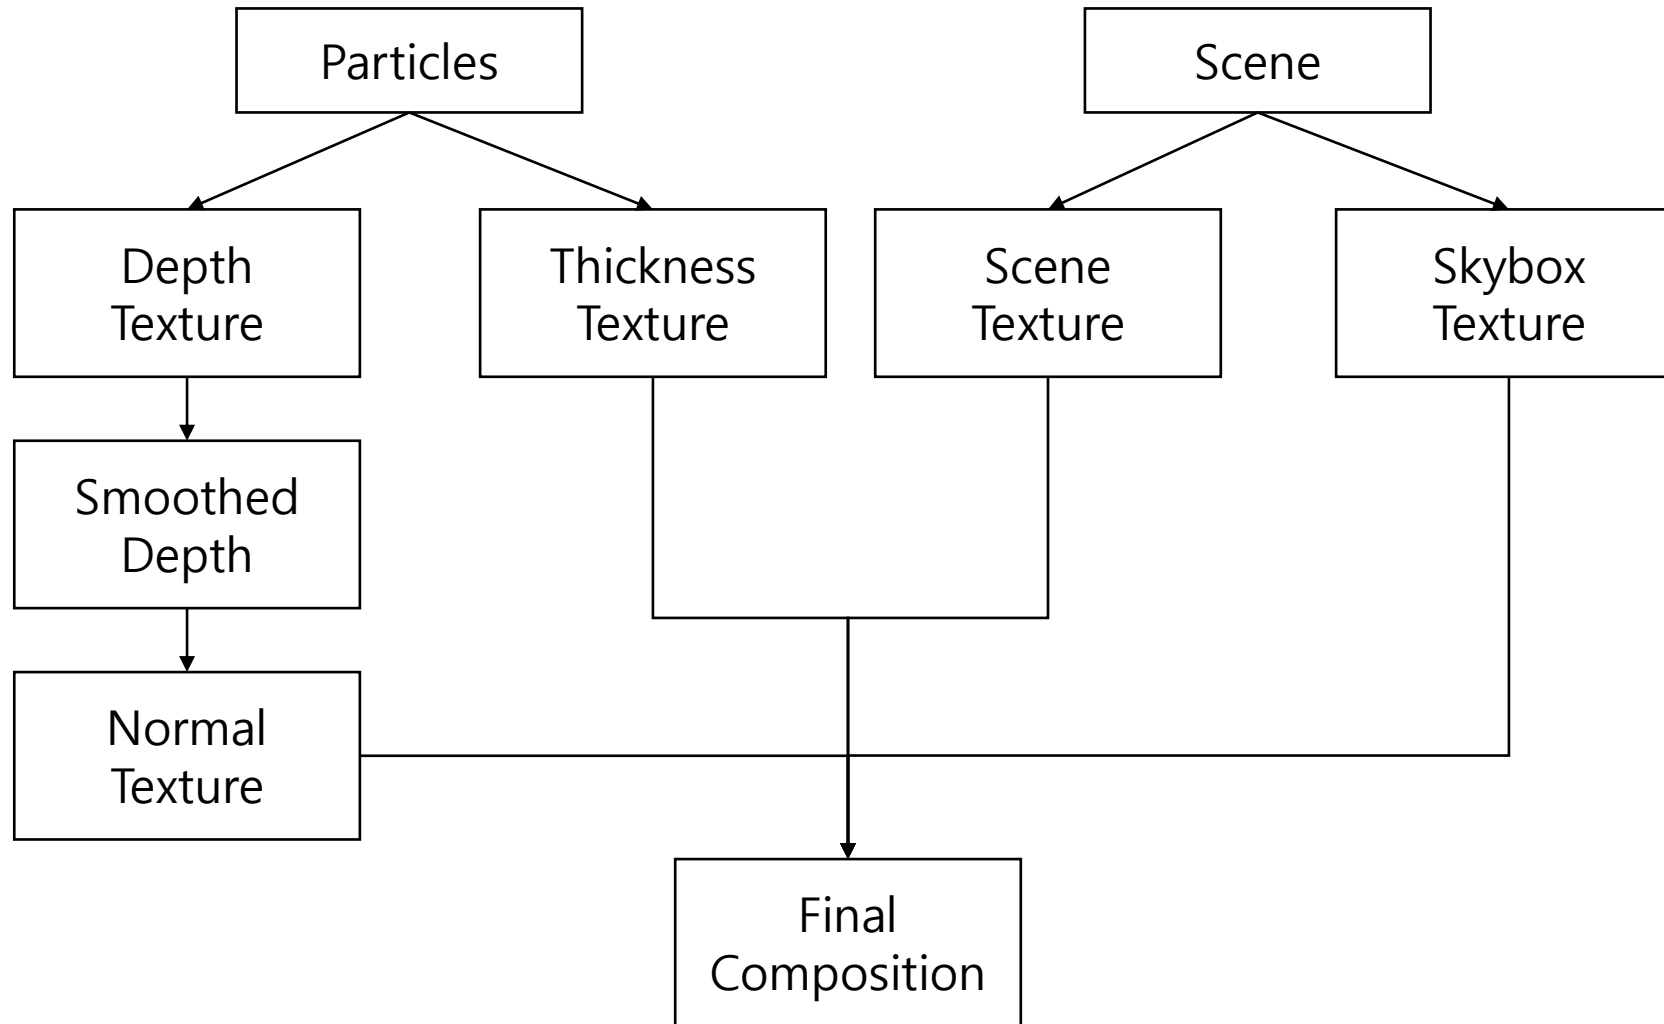 Particles
Scene
Depth
Texture
Thickness
Texture
Scene
Texture
Skybox
Texture
Smoothed
Depth
Normal
Texture
Final
Composition